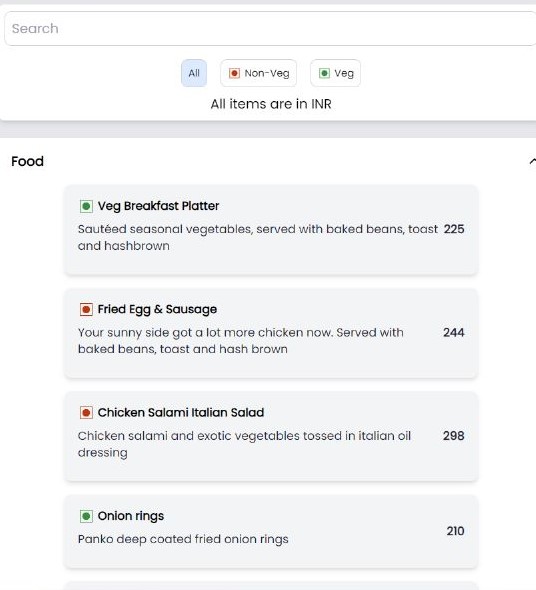 Search
All Non-Veg Veg
All items are in INR
Food
Veg Breakfast Platter
Sautéed seasonal vegetables, served with baked beans, toast 225
and hashbrown
Fried Egg & Sausage
Your sunny side got a lot more chicken now. Served with 244
baked beans, toast and hash brown
Chicken Salami Italian Salad
Chicken salami and exotic vegetables tossed in italian oil 298
dressing
Onion rings
Panko deep coated fried onion rings 210